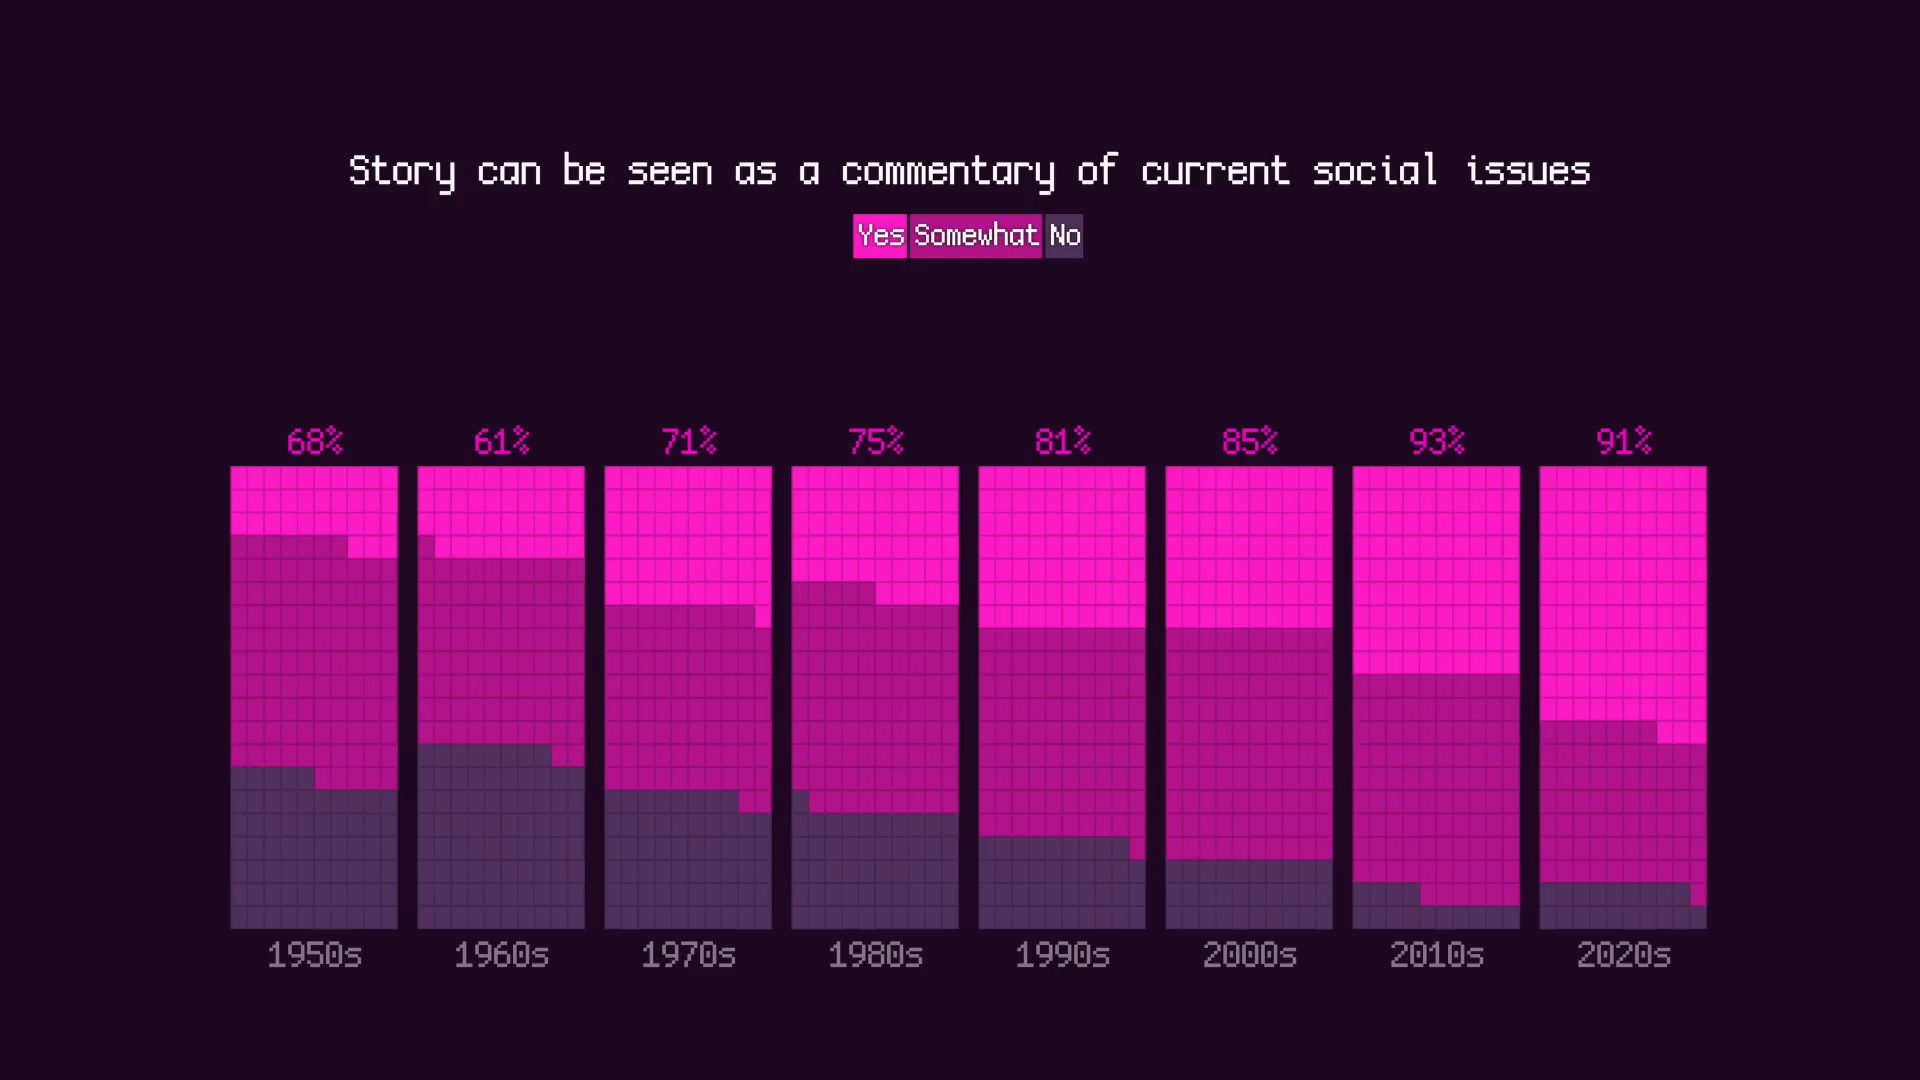 Story can be seen as a commentary of current social issues
Yes Somewhat No
68% 61% 71% 75% 81% 85% 93% 91%
1950s 1960s 1970s 1980s 1990s 2000s 2010s 2020s